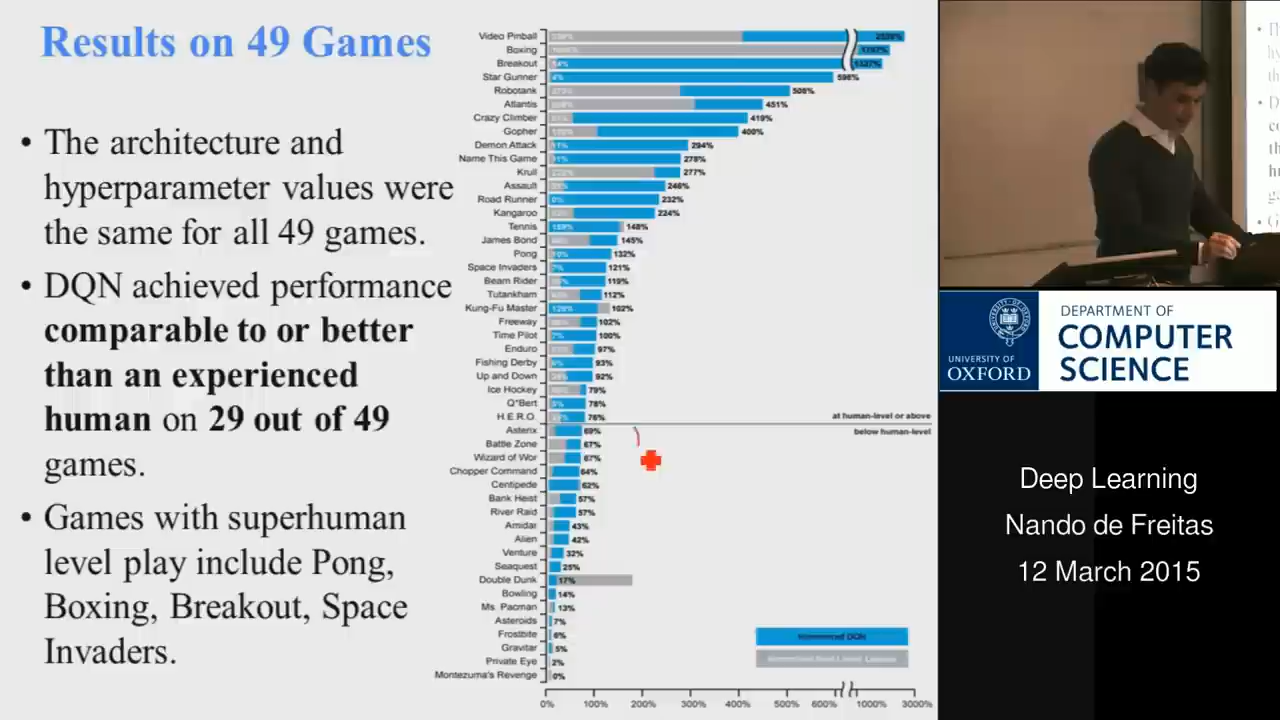 Results on 49 Games
• The architecture and
hyperparameter values were
the same for all 49 games.
• DQN achieved performance
comparable to or better
than an experienced
human on 29 out of 49
games.
• Games with superhuman
level play include Pong,
Boxing, Breakout, Space
Invaders.
Video Pinball 2539%
Boxing 1707%
Breakout 1327%
Star Gunner 4% 598%
Robotank 508%
Atlantis 451%
Crazy Climber 419%
Gopher 400%
Demon Attack 294%
Name This Game 278%
Krull 277%
Assault 246%
Road Runner 0% 232%
Kangaroo 224%
Tennis 148%
James Bond 145%
Pong 132%
Space Invaders 121%
Beam Rider 119%
Tutankham 112%
Kung-Fu Master 102%
Freeway 102%
Time Pilot 100%
Enduro 97%
Fishing Derby 93%
Up and Down 92%
Ice Hockey 79%
Q*Bert 78%
H.E.R.O. 76%
at human-level or above
below human-level
Asterix 69%
Battle Zone 67%
Wizard of Wor 67%
Chopper Command 64%
Centipede 62%
Bank Heist 57%
River Raid 57%
Amidar 43%
Alien 42%
Venture 32%
Seaquest 25%
Double Dunk 17%
Bowling 14%
Ms. Pacman 13%
Asteroids 7%
Frostbite 6%
Gravitar 5%
Private Eye 2%
Montezuma's Revenge 0%
0% 100% 200% 300% 400% 500% 600% 1000% 3000%
UNIVERSITY OF
OXFORD
DEPARTMENT OF
COMPUTER
SCIENCE
Deep Learning
Nando de Freitas
12 March 2015